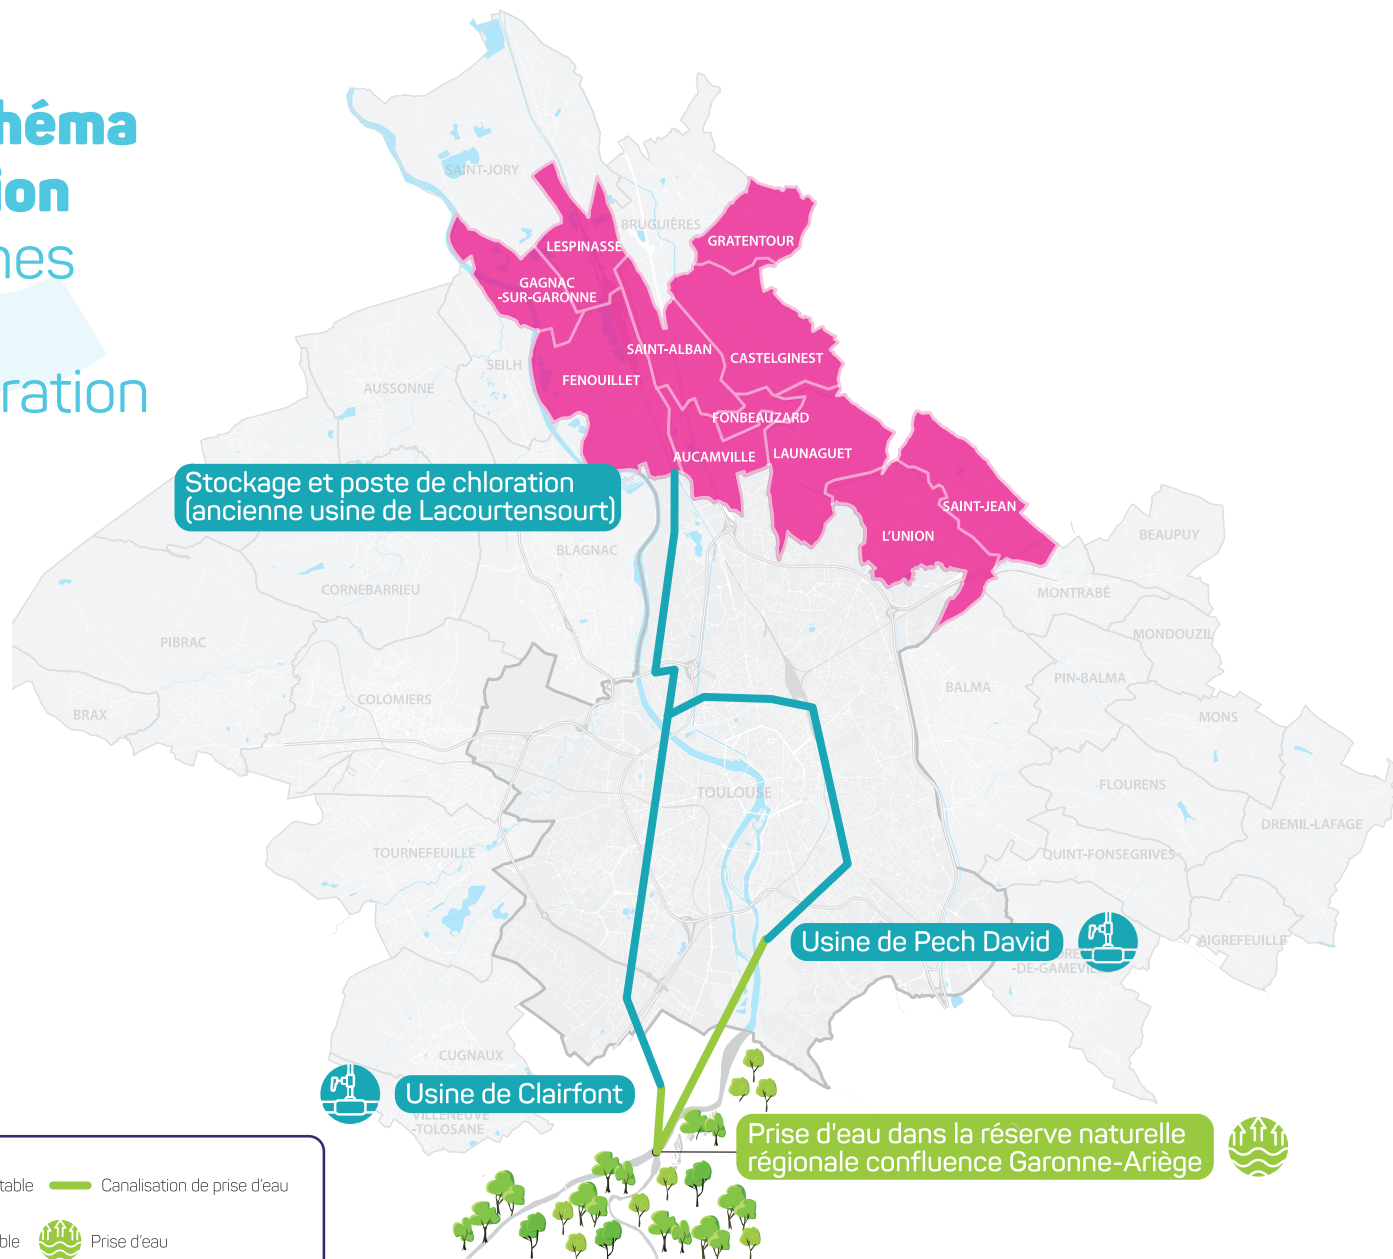 héma
ion
nes
ration
SAINT-JORY
BRUGUIÈRES
GRATENTOUR
LESPINASSE
GAGNAC
-SUR-GARONNE
SAINT-ALBAN
CASTELGINEST
SEILH
FENOUILLET
AUSSONNE
FONBEAUZARD
AUCAMVILLE
LAUNAGUET
Stockage et poste de chloration
(ancienne usine de Lacourtensourt)
SAINT-JEAN
L'UNION
BEAUPUY
BLAGNAC
CORNEBARRIEU
MONTRABÉ
PIBRAC
MONDOUZIL
PIN-BALMA
BALMA
COLOMIERS
BRAX
MONS
TOULOUSE
FLOURENS
DREMIL-LAFAGE
TOURNEFEUILLE
QUINT-FONSEGRIVES
Usine de Pech David
AIGREFEUILLE
-DE-GAMEVILLE
CUGNAUX
Usine de Clairfont
VILLENEUVE
-TOLOSANE
Prise d'eau dans la réserve naturelle
régionale confluence Garonne-Ariège
table
Canalisation de prise d'eau
ble
Prise d'eau